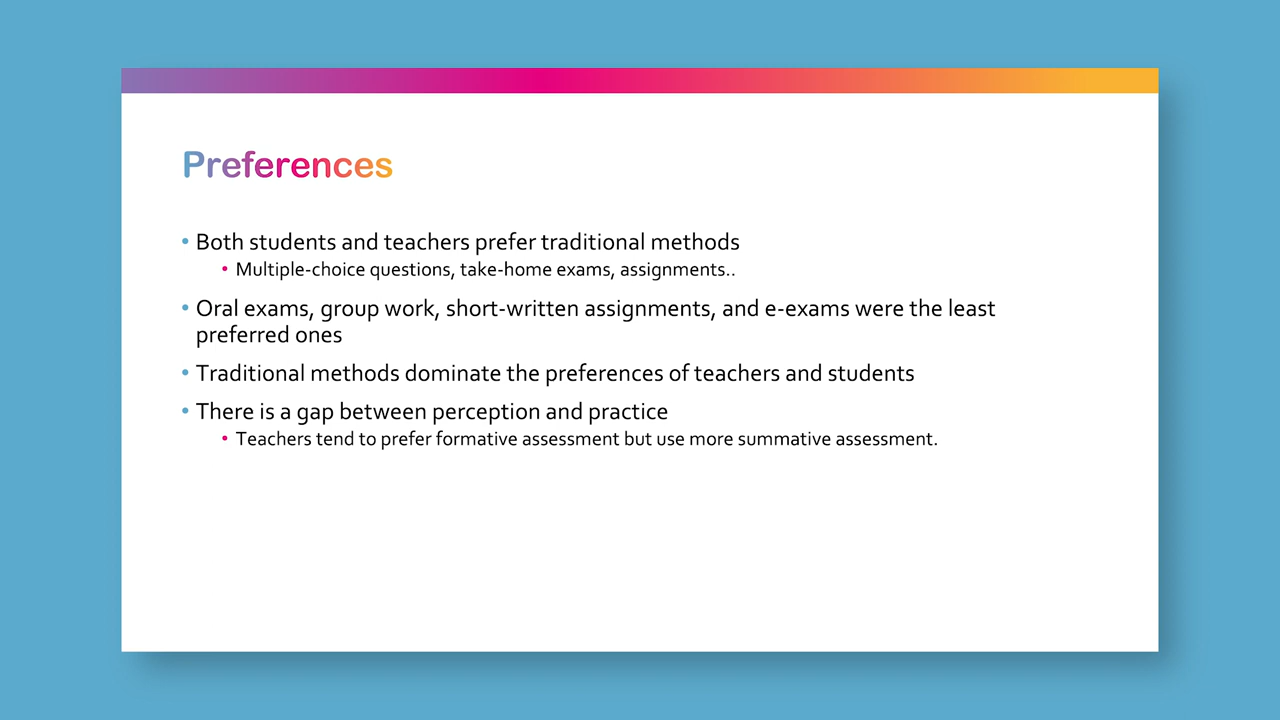 Preferences
• Both students and teachers prefer traditional methods
• Multiple-choice questions, take-home exams, assignments..
• Oral exams, group work, short-written assignments, and e-exams were the least
preferred ones
• Traditional methods dominate the preferences of teachers and students
• There is a gap between perception and practice
• Teachers tend to prefer formative assessment but use more summative assessment.